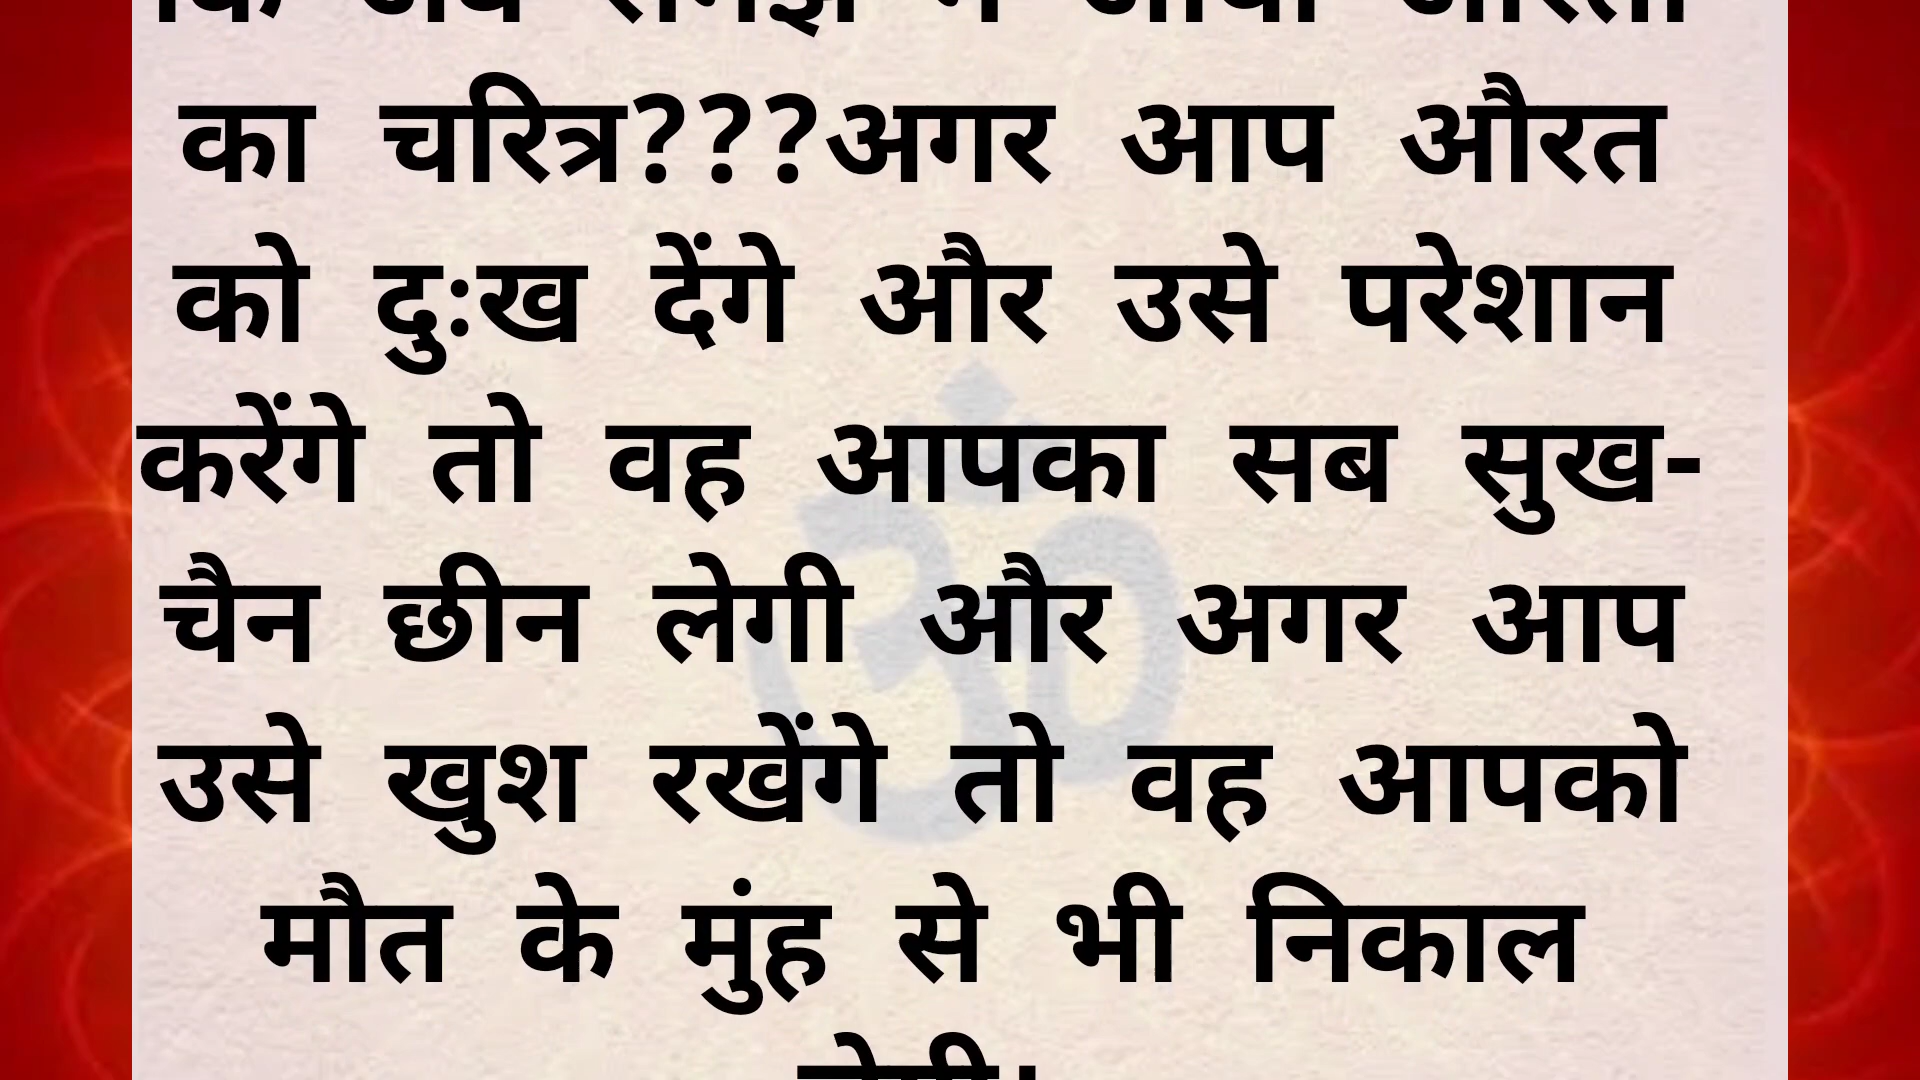 का चरित्र???अगर आप औरत
को दुःख देंगे और उसे परेशान
करेंगे तो वह आपका सब सुख-
चैन छीन लेगी और अगर आप
उसे खुश रखेंगे तो वह आपको
मौत के मुंह से भी निकाल